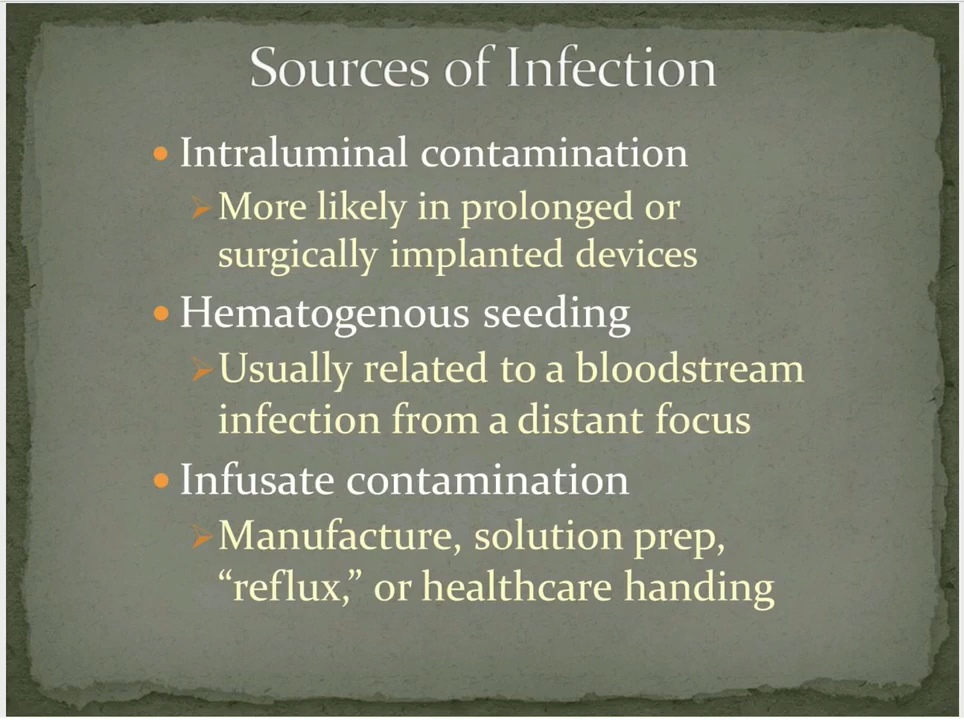 Sources of Infection
Intraluminal contamination
More likely in prolonged or
surgically implanted devices
Hematogenous seeding
Usually related to a bloodstream
infection from a distant focus
Infusate contamination
Manufacture, solution prep,
“reflux,” or healthcare handing